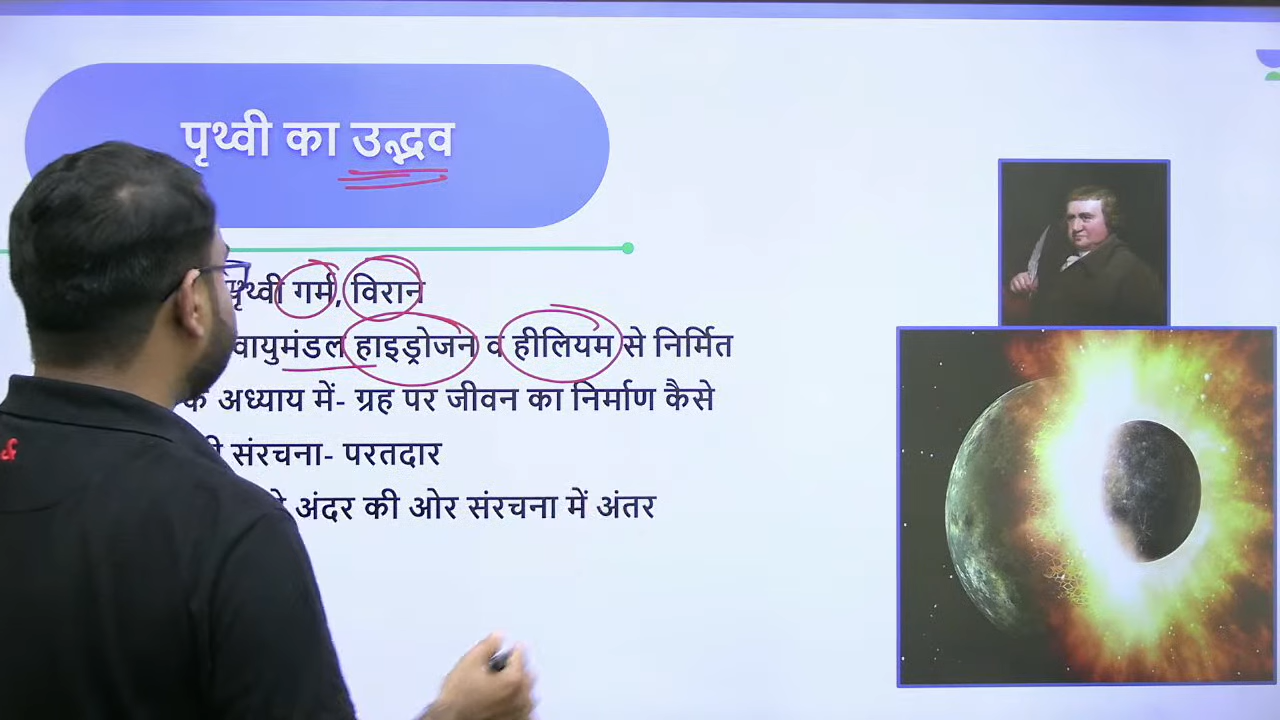 पृथ्वी का उद्भव
पृथ्वी गर्म, विरान
वायुमंडल हाइड्रोजन व हीलियम से निर्मित
के अध्याय में- ग्रह पर जीवन का निर्माण कैसे
संरचना- परतदार
अंदर की ओर संरचना में अंतर